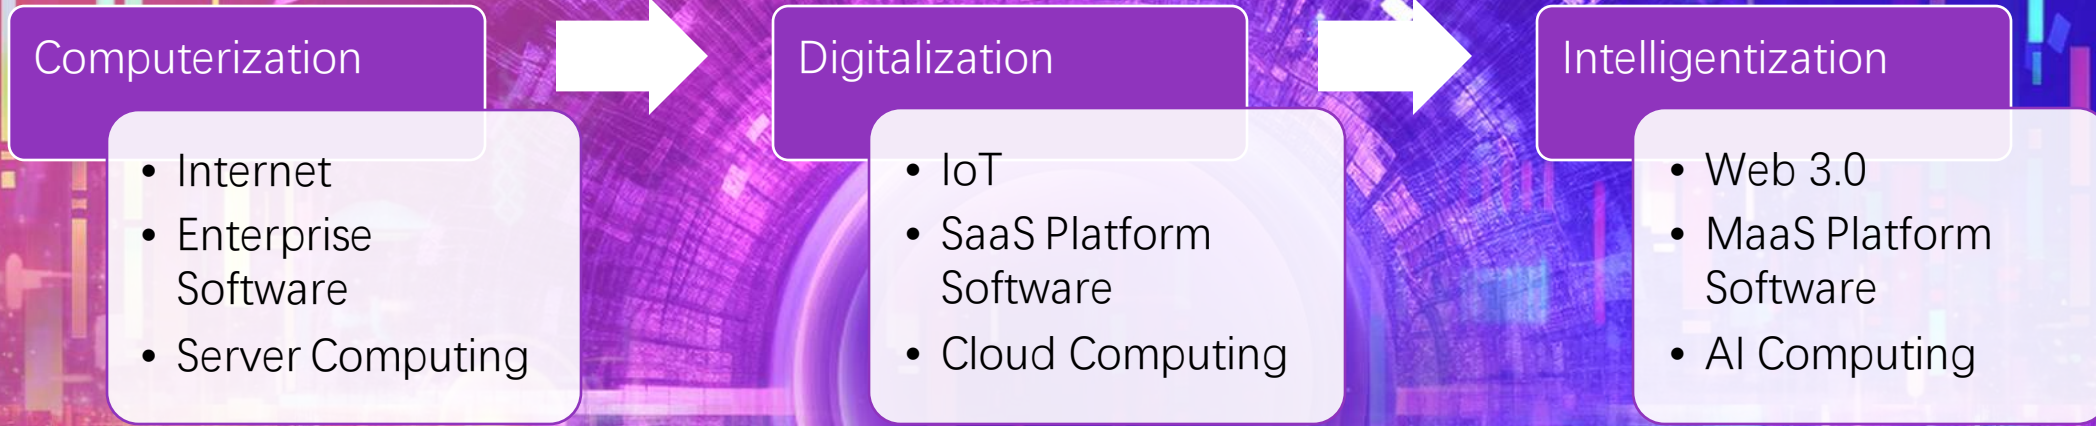 Computerization
• Internet
• Enterprise
Software
• Server Computing
Digitalization
• IoT
• SaaS Platform
Software
• Cloud Computing
Intelligentization
• Web 3.0
• MaaS Platform
Software
• AI Computing